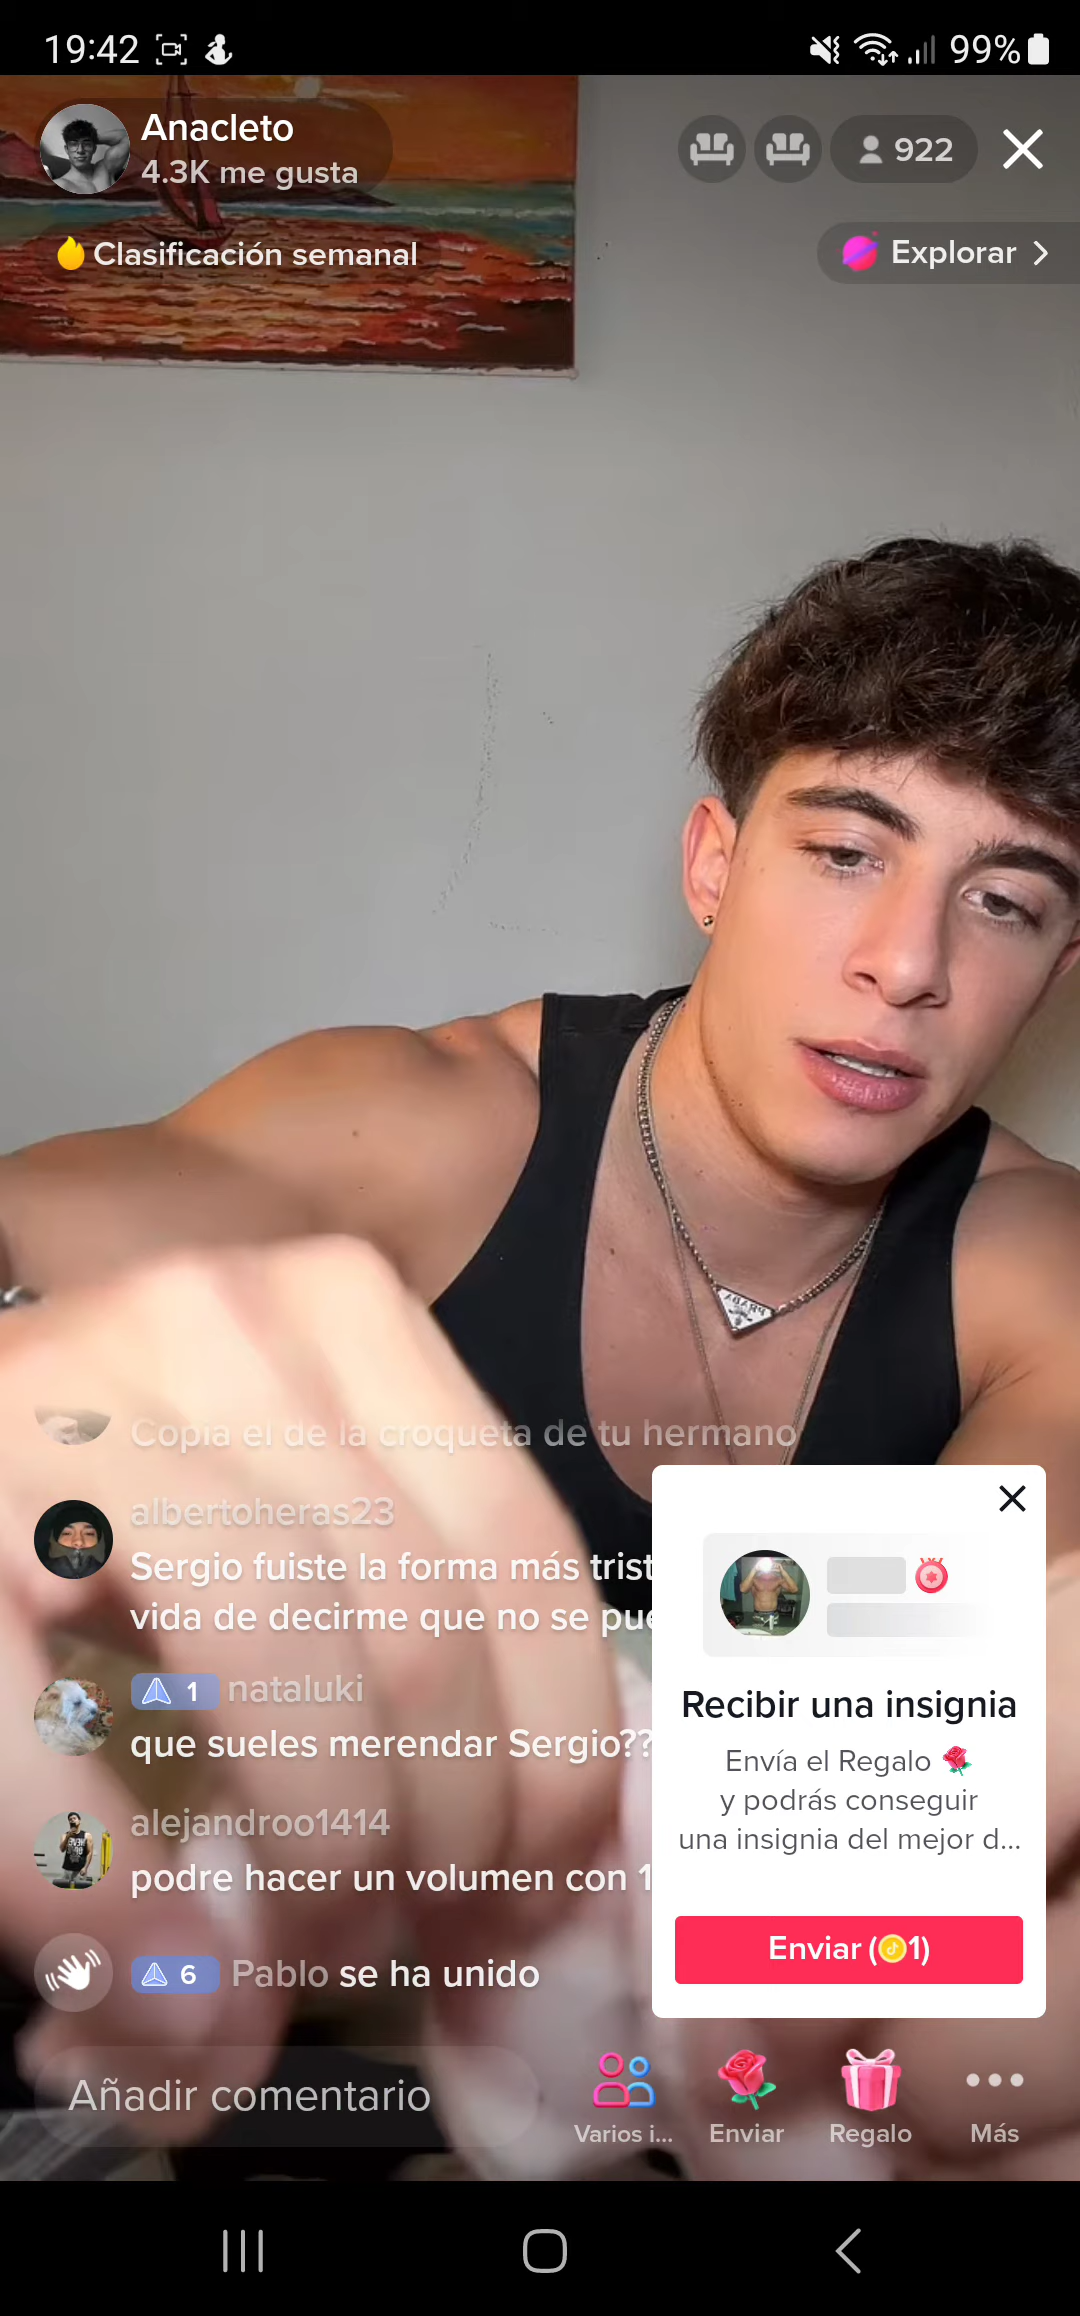 19:42
99%
Anacleto
4.3K me gusta
922
Clasificación semanal
Explorar
PRADA
Copia el de la croqueta de tu hermano
albertoheras23
Sergio fuiste la forma más trist
vida de decirme que no se pue
1 nataluki
que sueles merendar Sergio??
alejandroo1414
podre hacer un volumen con 1
6 Pablo se ha unido
Recibir una insignia
Envía el Regalo
y podrás conseguir
una insignia del mejor d...
Enviar (1)
Añadir comentario
Varios i...
Enviar
Regalo
Más